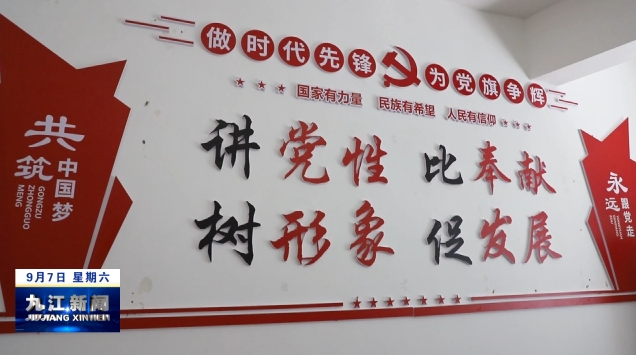 做时代先锋 为党旗争辉
国家有力量 民族有希望 人民有信仰
讲党性 比奉献
树形象 促发展
共筑
中国梦
GONGZU
ZHONGGUO
MENG
永远
跟党走
9月7日 星期六
九江新闻
JIUJIANG XINWEN